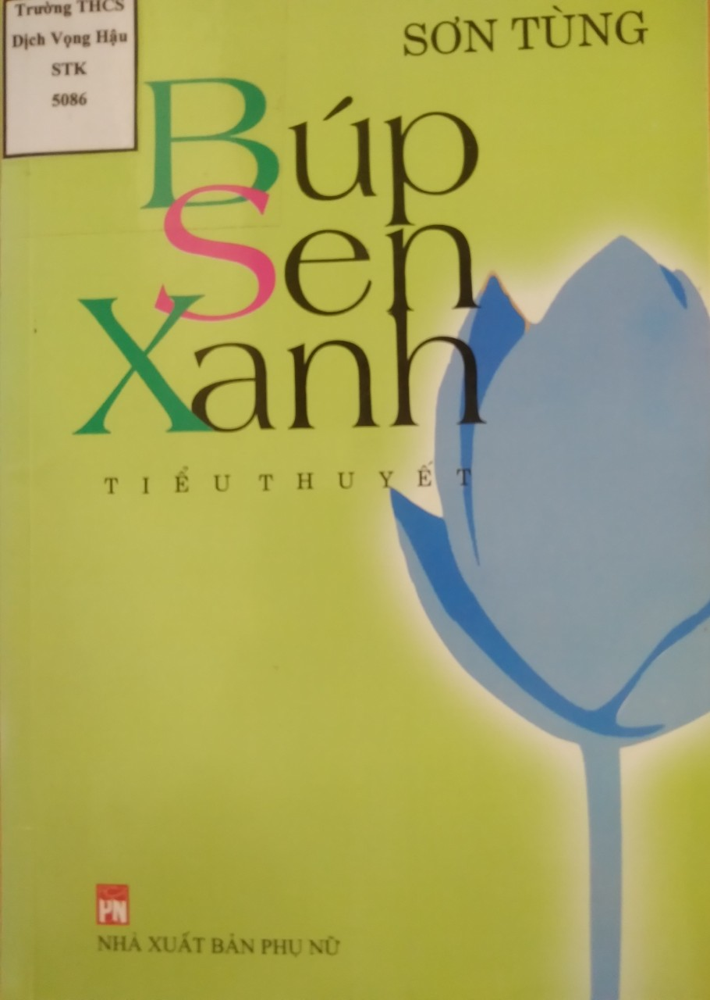 Trường THCS
Dịch Vọng Hậu
STK
5086
SƠN TÙNG
Búp
Sen
Xanh
TIỂU THUYẾT
PN
NHÀ XUẤT BẢN PHỤ NỮ